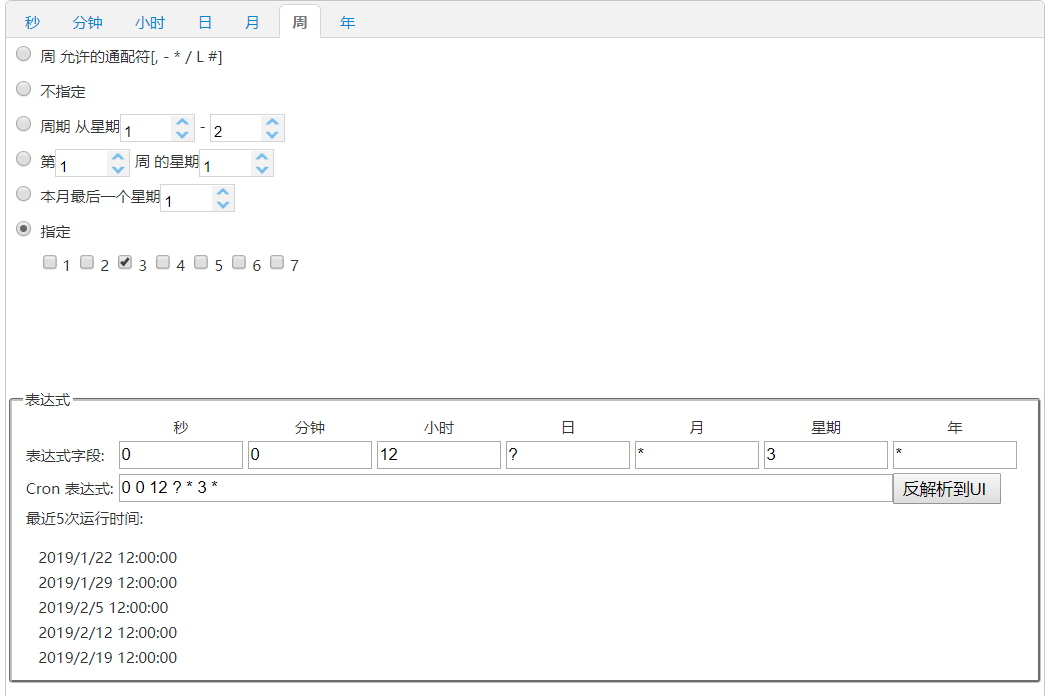 秒 分钟 小时 日 月 周 年
周 允许的通配符[, - * / L #]
不指定
周期 从星期 1 - 2
第 1 周 的星期 1
本月最后一个星期 1
指定
1 2 3 4 5 6 7
表达式
秒 分钟 小时 日 月 星期 年
表达式字段: 0 0 12 ? * 3 *
Cron 表达式: 0 0 12 ? * 3 * 反解析到UI
最近5次运行时间:
2019/1/22 12:00:00
2019/1/29 12:00:00
2019/2/5 12:00:00
2019/2/12 12:00:00
2019/2/19 12:00:00